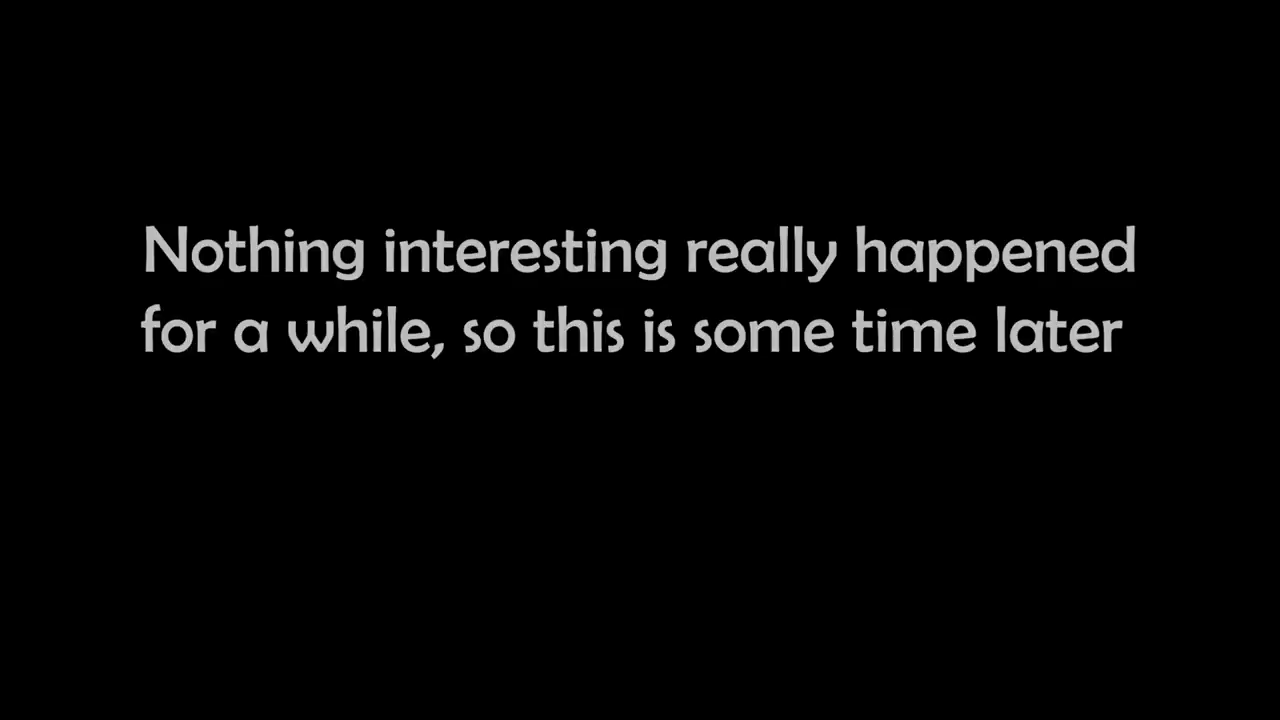 Nothing interesting really happened
for a while, so this is some time later